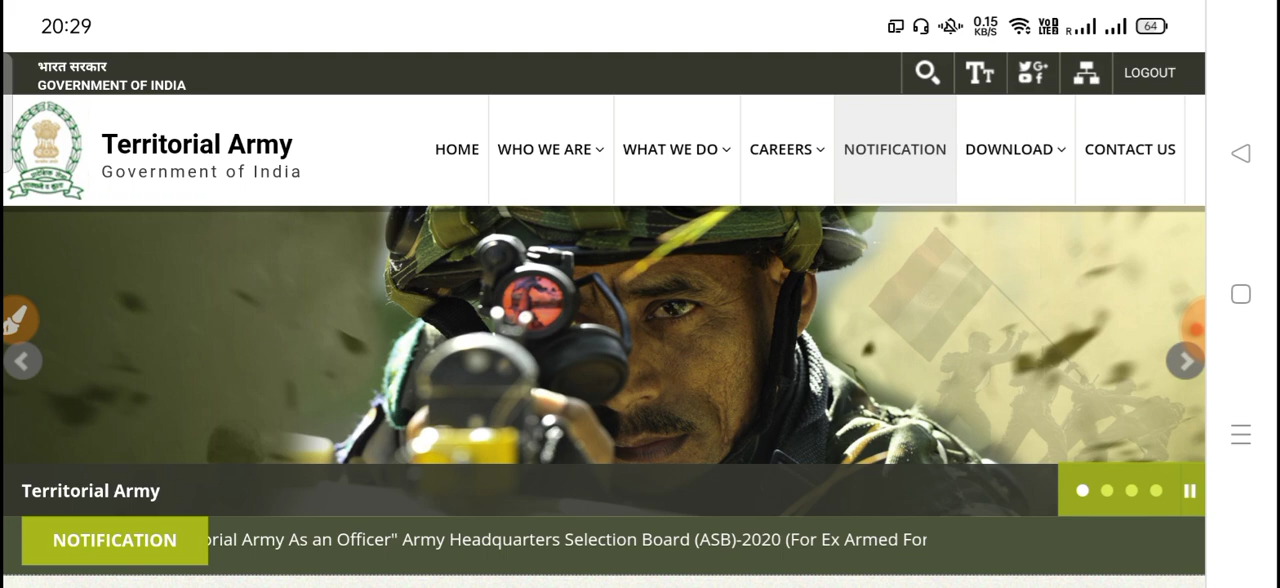 20:29
0.15
KB/S
VoD
LTE
R
64
भारत सरकार
GOVERNMENT OF INDIA
LOGOUT
Territorial Army
Government of India
HOME
WHO WE ARE
WHAT WE DO
CAREERS
NOTIFICATION
DOWNLOAD
CONTACT US
Territorial Army
NOTIFICATION
orial Army As an Officer" Army Headquarters Selection Board (ASB)-2020 (For Ex Armed For